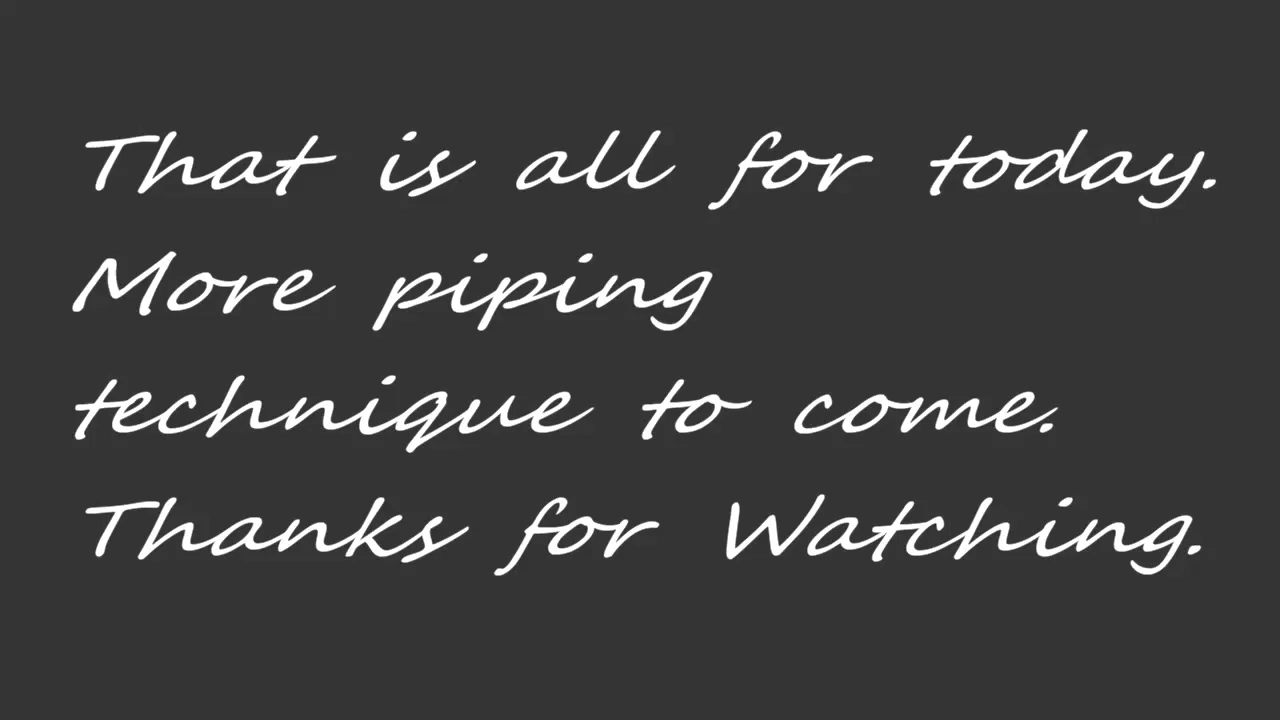 That is all for today.
More piping
technique to come.
Thanks for Watching.